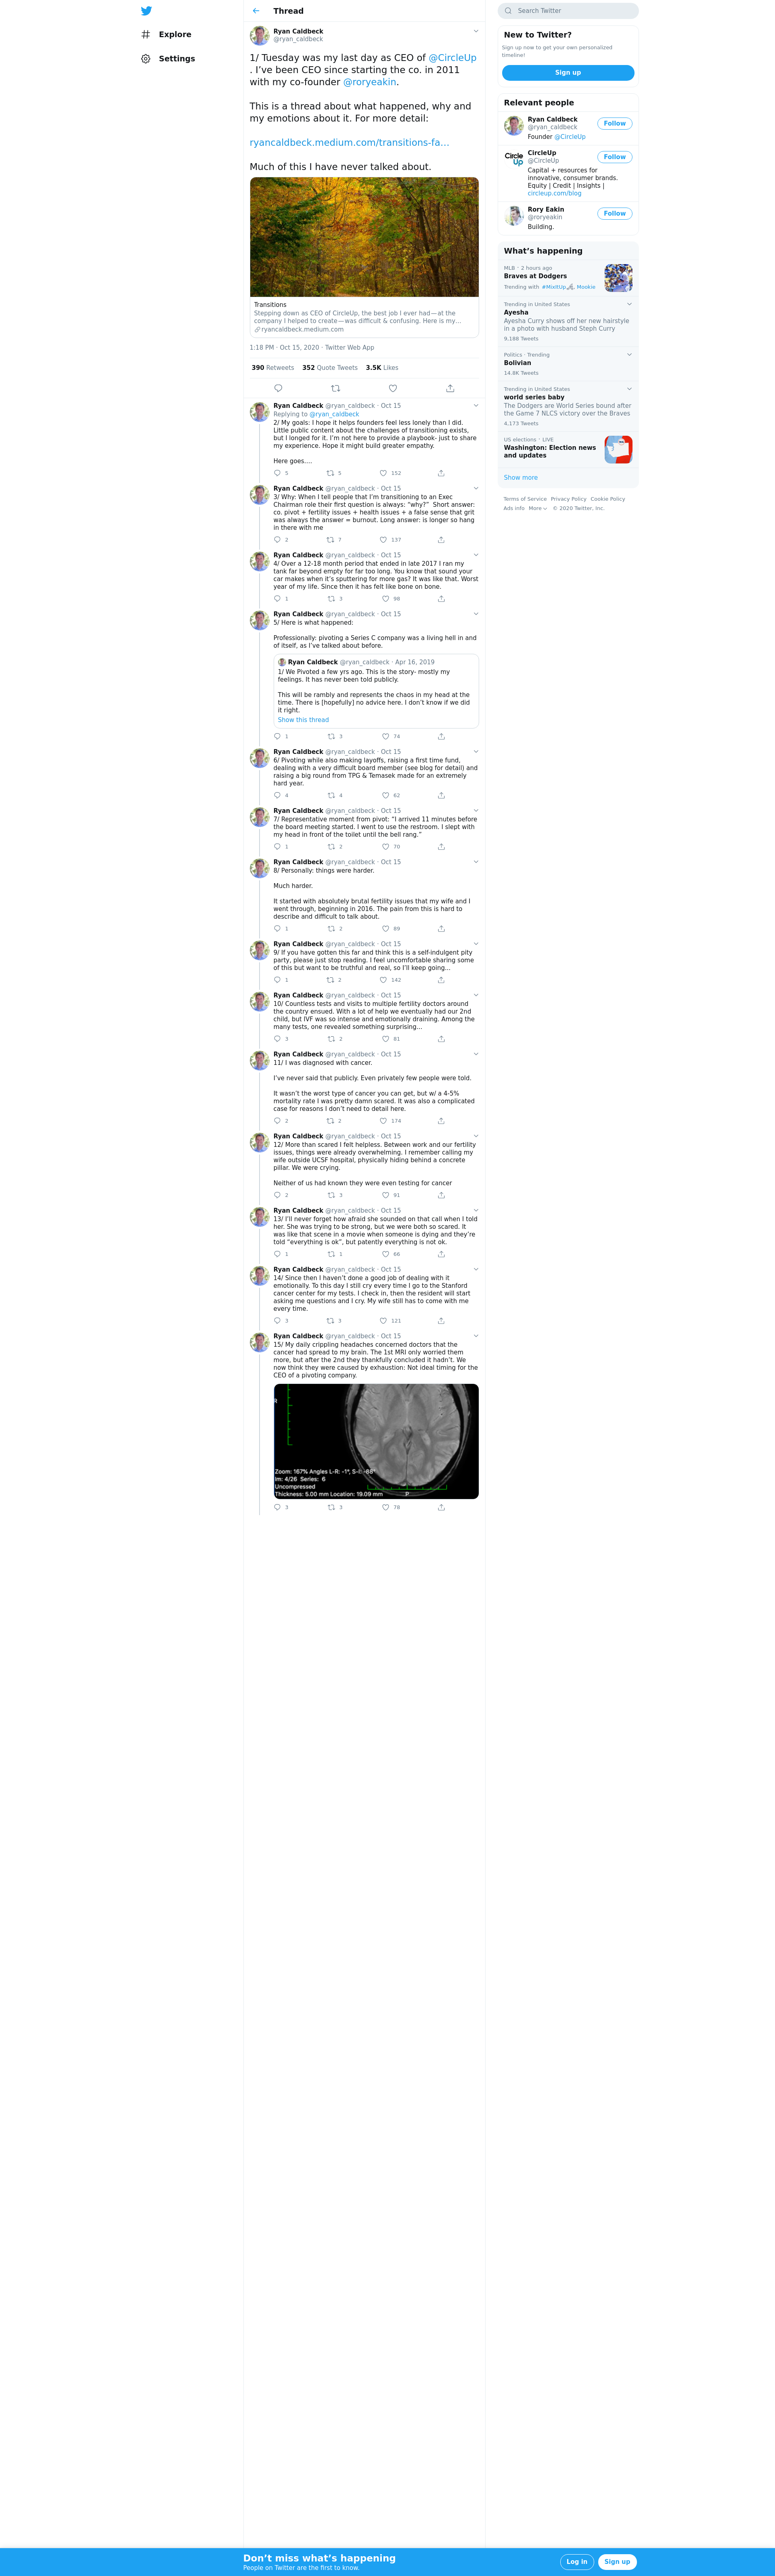 Explore
Settings
Thread
Ryan Caldbeck
@ryan_caldbeck
1/ Tuesday was my last day as CEO of @CircleUp
. I’ve been CEO since starting the co. in 2011
with my co-founder @roryeakin.
This is a thread about what happened, why and
my emotions about it. For more detail:
ryancaldbeck.medium.com/transitions-fa…
Much of this I have never talked about.
Transitions
Stepping down as CEO of CircleUp, the best job I ever had — at the
company I helped to create — was difficult & confusing. Here is my…
ryancaldbeck.medium.com
1:18 PM · Oct 15, 2020 · Twitter Web App
390 Retweets 352 Quote Tweets 3.5K Likes
Ryan Caldbeck @ryan_caldbeck · Oct 15
Replying to @ryan_caldbeck
2/ My goals: I hope it helps founders feel less lonely than I did.
Little public content about the challenges of transitioning exists,
but I longed for it. I’m not here to provide a playbook- just to share
my experience. Hope it might build greater empathy.
Here goes….
5 5 152
Ryan Caldbeck @ryan_caldbeck · Oct 15
3/ Why: When I tell people that I’m transitioning to an Exec
Chairman role their first question is always: “why?” Short answer:
co. pivot + fertility issues + health issues + a false sense that grit
was always the answer = burnout. Long answer: is longer so hang
in there with me
2 7 137
Ryan Caldbeck @ryan_caldbeck · Oct 15
4/ Over a 12-18 month period that ended in late 2017 I ran my
tank far beyond empty for far too long. You know that sound your
car makes when it’s sputtering for more gas? It was like that. Worst
year of my life. Since then it has felt like bone on bone.
1 3 98
Ryan Caldbeck @ryan_caldbeck · Oct 15
5/ Here is what happened:
Professionally: pivoting a Series C company was a living hell in and
of itself, as I’ve talked about before.
Ryan Caldbeck @ryan_caldbeck · Apr 16, 2019
1/ We Pivoted a few yrs ago. This is the story- mostly my
feelings. It has never been told publicly.
This will be rambly and represents the chaos in my head at the
time. There is [hopefully] no advice here. I don’t know if we did
it right.
Show this thread
1 3 74
Ryan Caldbeck @ryan_caldbeck · Oct 15
6/ Pivoting while also making layoffs, raising a first time fund,
dealing with a very difficult board member (see blog for detail) and
raising a big round from TPG & Temasek made for an extremely
hard year.
4 4 62
Ryan Caldbeck @ryan_caldbeck · Oct 15
7/ Representative moment from pivot: “I arrived 11 minutes before
the board meeting started. I went to use the restroom. I slept with
my head in front of the toilet until the bell rang.”
1 2 70
Ryan Caldbeck @ryan_caldbeck · Oct 15
8/ Personally: things were harder.
Much harder.
It started with absolutely brutal fertility issues that my wife and I
went through, beginning in 2016. The pain from this is hard to
describe and difficult to talk about.
1 2 89
Ryan Caldbeck @ryan_caldbeck · Oct 15
9/ If you have gotten this far and think this is a self-indulgent pity
party, please just stop reading. I feel uncomfortable sharing some
of this but want to be truthful and real, so I’ll keep going…
1 2 142
Ryan Caldbeck @ryan_caldbeck · Oct 15
10/ Countless tests and visits to multiple fertility doctors around
the country ensued. With a lot of help we eventually had our 2nd
child, but IVF was so intense and emotionally draining. Among the
many tests, one revealed something surprising…
3 2 81
Ryan Caldbeck @ryan_caldbeck · Oct 15
11/ I was diagnosed with cancer.
I’ve never said that publicly. Even privately few people were told.
It wasn’t the worst type of cancer you can get, but w/ a 4-5%
mortality rate I was pretty damn scared. It was also a complicated
case for reasons I don’t need to detail here.
2 2 174
Ryan Caldbeck @ryan_caldbeck · Oct 15
12/ More than scared I felt helpless. Between work and our fertility
issues, things were already overwhelming. I remember calling my
wife outside UCSF hospital, physically hiding behind a concrete
pillar. We were crying.
Neither of us had known they were even testing for cancer
2 3 91
Ryan Caldbeck @ryan_caldbeck · Oct 15
13/ I’ll never forget how afraid she sounded on that call when I told
her. She was trying to be strong, but we were both so scared. It
was like that scene in a movie when someone is dying and they’re
told “everything is ok”, but patently everything is not ok.
1 1 66
Ryan Caldbeck @ryan_caldbeck · Oct 15
14/ Since then I haven’t done a good job of dealing with it
emotionally. To this day I still cry every time I go to the Stanford
cancer center for my tests. I check in, then the resident will start
asking me questions and I cry. My wife still has to come with me
every time.
3 3 121
Ryan Caldbeck @ryan_caldbeck · Oct 15
15/ My daily crippling headaches concerned doctors that the
cancer had spread to my brain. The 1st MRI only worried them
more, but after the 2nd they thankfully concluded it hadn’t. We
now think they were caused by exhaustion: Not ideal timing for the
CEO of a pivoting company.
R
Zoom: 167% Angles L-R: -1°, S-I: -88°
Im: 4/26 Series: 6
Uncompressed
Thickness: 5.00 mm Location: 19.09 mm P
3 3 78
Search Twitter
New to Twitter?
Sign up now to get your own personalized
timeline!
Sign up
Relevant people
Ryan Caldbeck
@ryan_caldbeck
Follow
Founder @CircleUp
Circle
Up
CircleUp
@CircleUp
Follow
Capital + resources for
innovative, consumer brands.
Equity | Credit | Insights |
circleup.com/blog
Rory Eakin
@roryeakin
Follow
Building.
What’s happening
MLB · 2 hours ago
Braves at Dodgers
Trending with #MixItUp, Mookie
Trending in United States
Ayesha
Ayesha Curry shows off her new hairstyle
in a photo with husband Steph Curry
9,188 Tweets
Politics · Trending
Bolivian
14.8K Tweets
Trending in United States
world series baby
The Dodgers are World Series bound after
the Game 7 NLCS victory over the Braves
4,173 Tweets
US elections · LIVE
Washington: Election news
and updates
Show more
Terms of Service Privacy Policy Cookie Policy
Ads info More © 2020 Twitter, Inc.
Don’t miss what’s happening
People on Twitter are the first to know.
Log in
Sign up